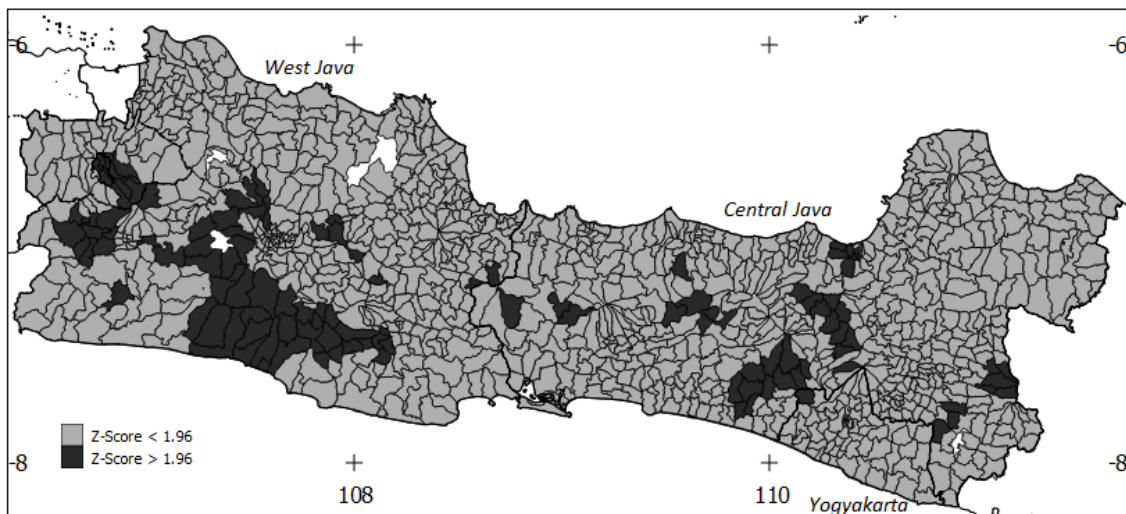 -6
-6
West Java
Central Java
Z-Score < 1.96
Z-Score > 1.96
-8
-8
108
110
Yogyakarta